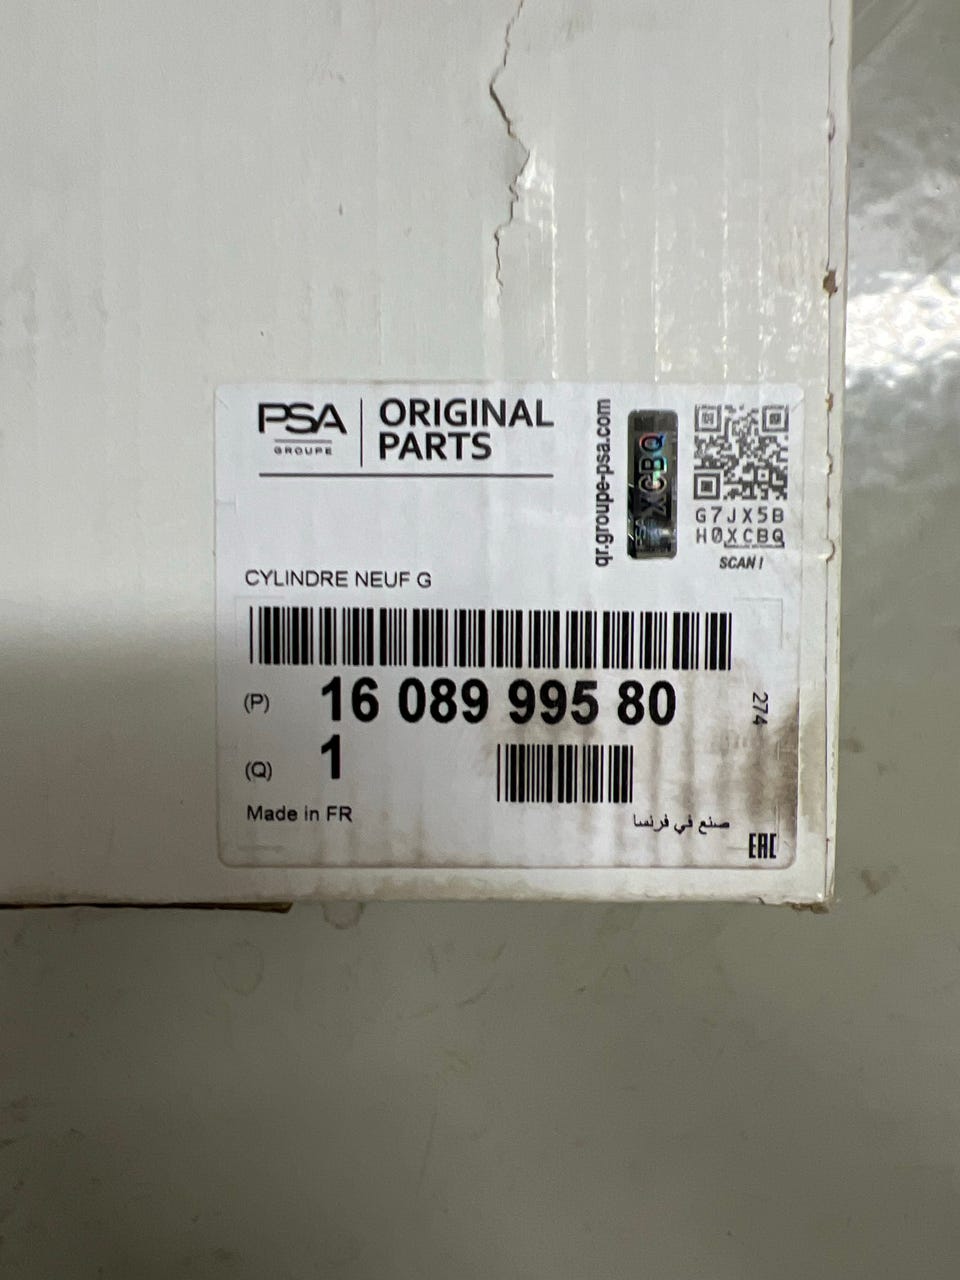 PSA
GROUPE
ORIGINAL
PARTS
qr.groupe-psa.com
XCBQ
G7JX5B
H0XCBQ
SCAN!
CYLINDRE NEUF G
(P) 16 089 995 80
274
(Q) 1
Made in FR
صنع في فرنسا
EAC